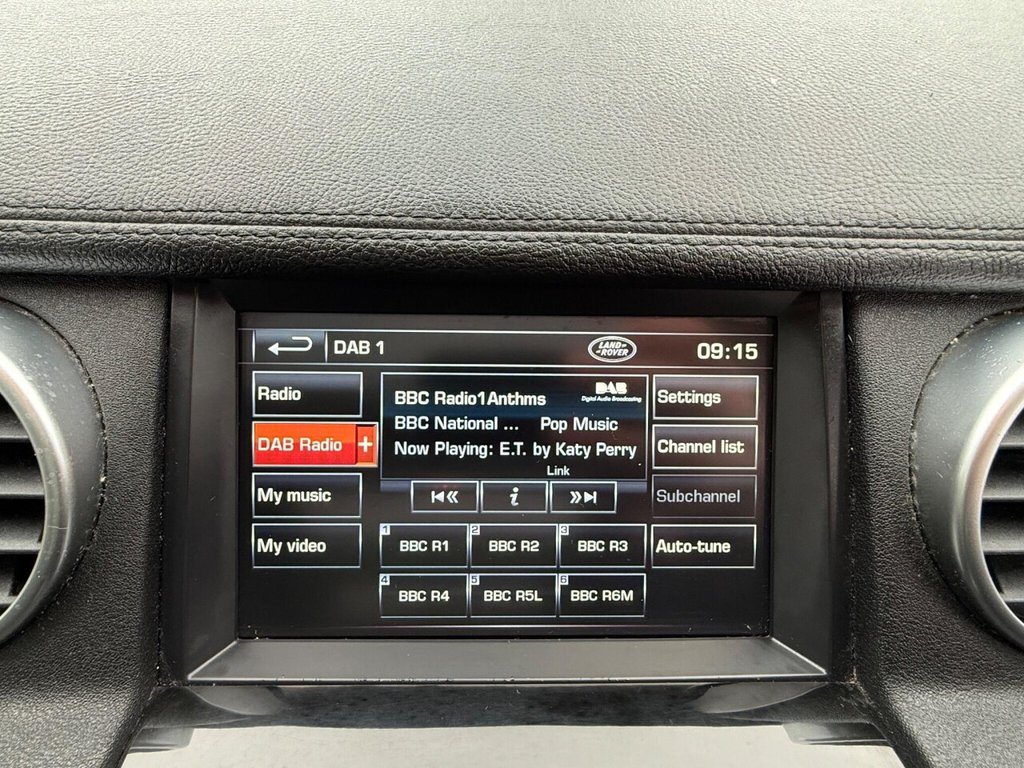 DAB 1
LAND-
-ROVER
09:15
Radio
DAB Radio +
My music
My video
BBC Radio1Anthms
DAB
Digital Audio Broadcasting
BBC National ... Pop Music
Now Playing: E.T. by Katy Perry
Link
i
1 BBC R1
2 BBC R2
3 BBC R3
4 BBC R4
5 BBC R5L
6 BBC R6M
Settings
Channel list
Subchannel
Auto-tune